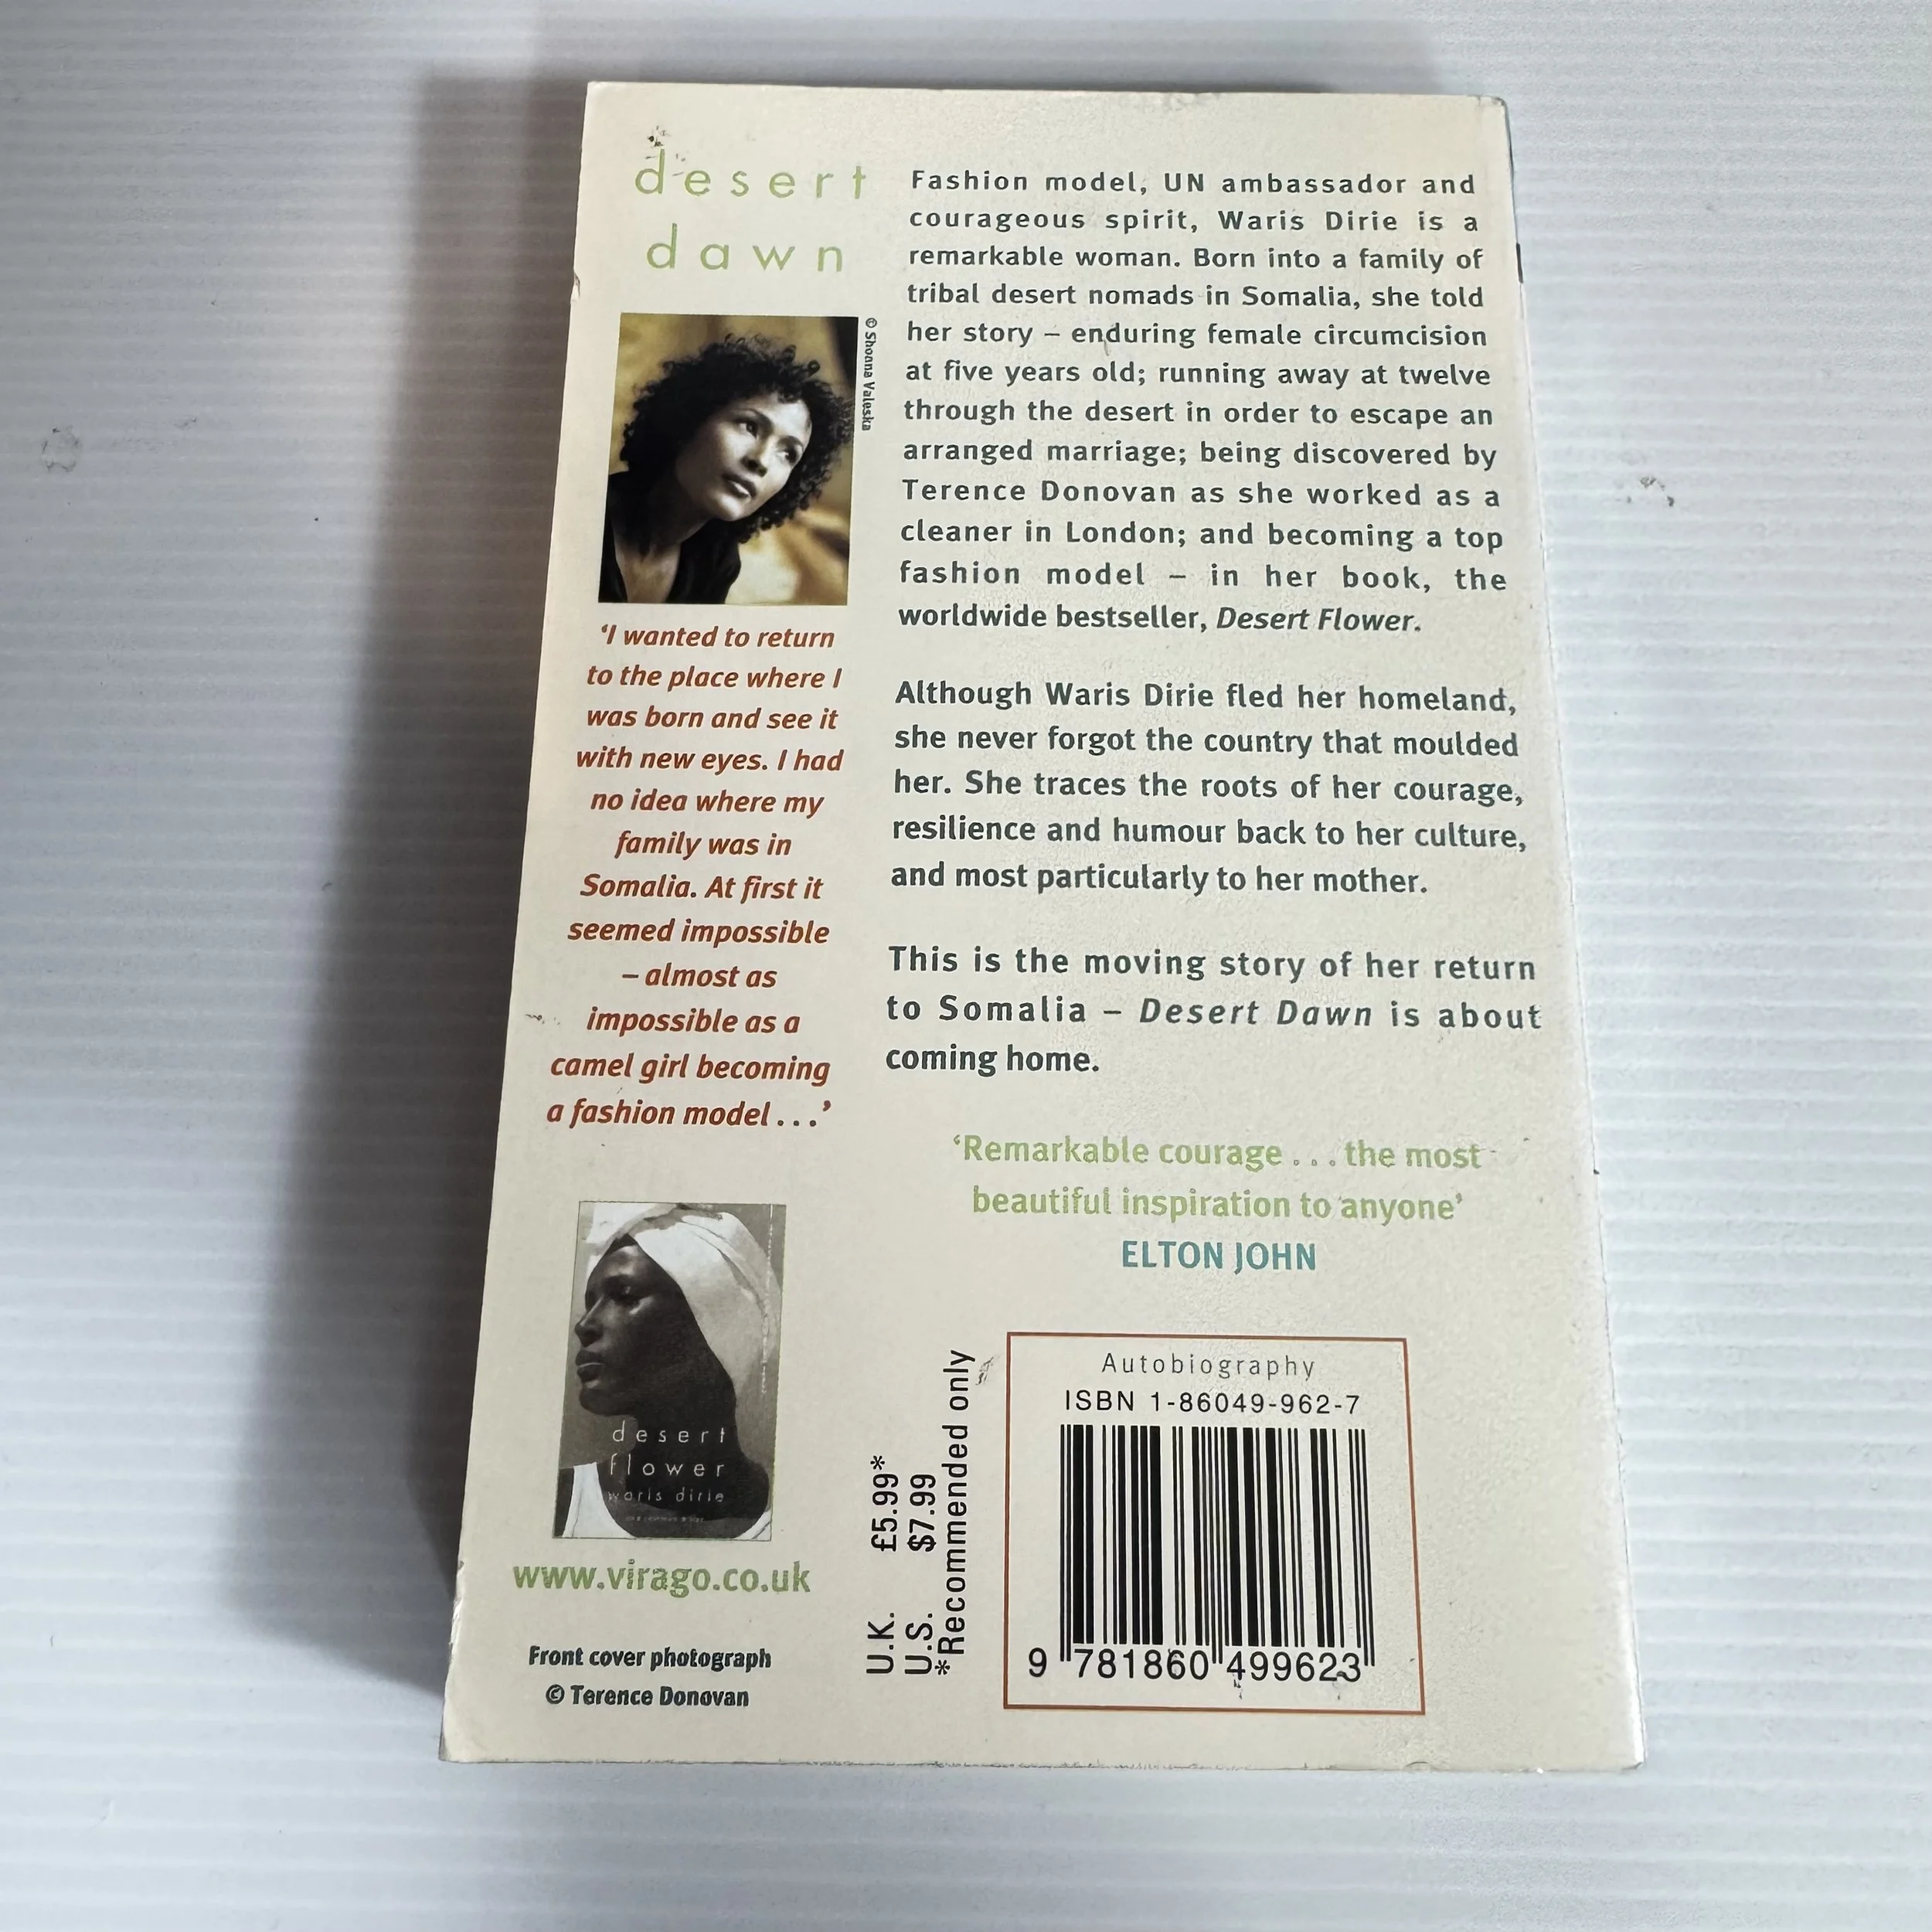 desert
dawn
© Shonna Valeska
'I wanted to return
to the place where I
was born and see it
with new eyes. I had
no idea where my
family was in
Somalia. At first it
seemed impossible
– almost as
impossible as a
camel girl becoming
a fashion model . . .'
desert
flower
waris dirie
www.virago.co.uk
Front cover photograph
© Terence Donovan
Fashion model, UN ambassador and
courageous spirit, Waris Dirie is a
remarkable woman. Born into a family of
tribal desert nomads in Somalia, she told
her story – enduring female circumcision
at five years old; running away at twelve
through the desert in order to escape an
arranged marriage; being discovered by
Terence Donovan as she worked as a
cleaner in London; and becoming a top
fashion model – in her book, the
worldwide bestseller, Desert Flower.
Although Waris Dirie fled her homeland,
she never forgot the country that moulded
her. She traces the roots of her courage,
resilience and humour back to her culture,
and most particularly to her mother.
This is the moving story of her return
to Somalia – Desert Dawn is about
coming home.
'Remarkable courage . . . the most
beautiful inspiration to anyone'
ELTON JOHN
U.K. £5.99*
U.S. $7.99
*Recommended only
Autobiography
ISBN 1-86049-962-7
9 781860 499623